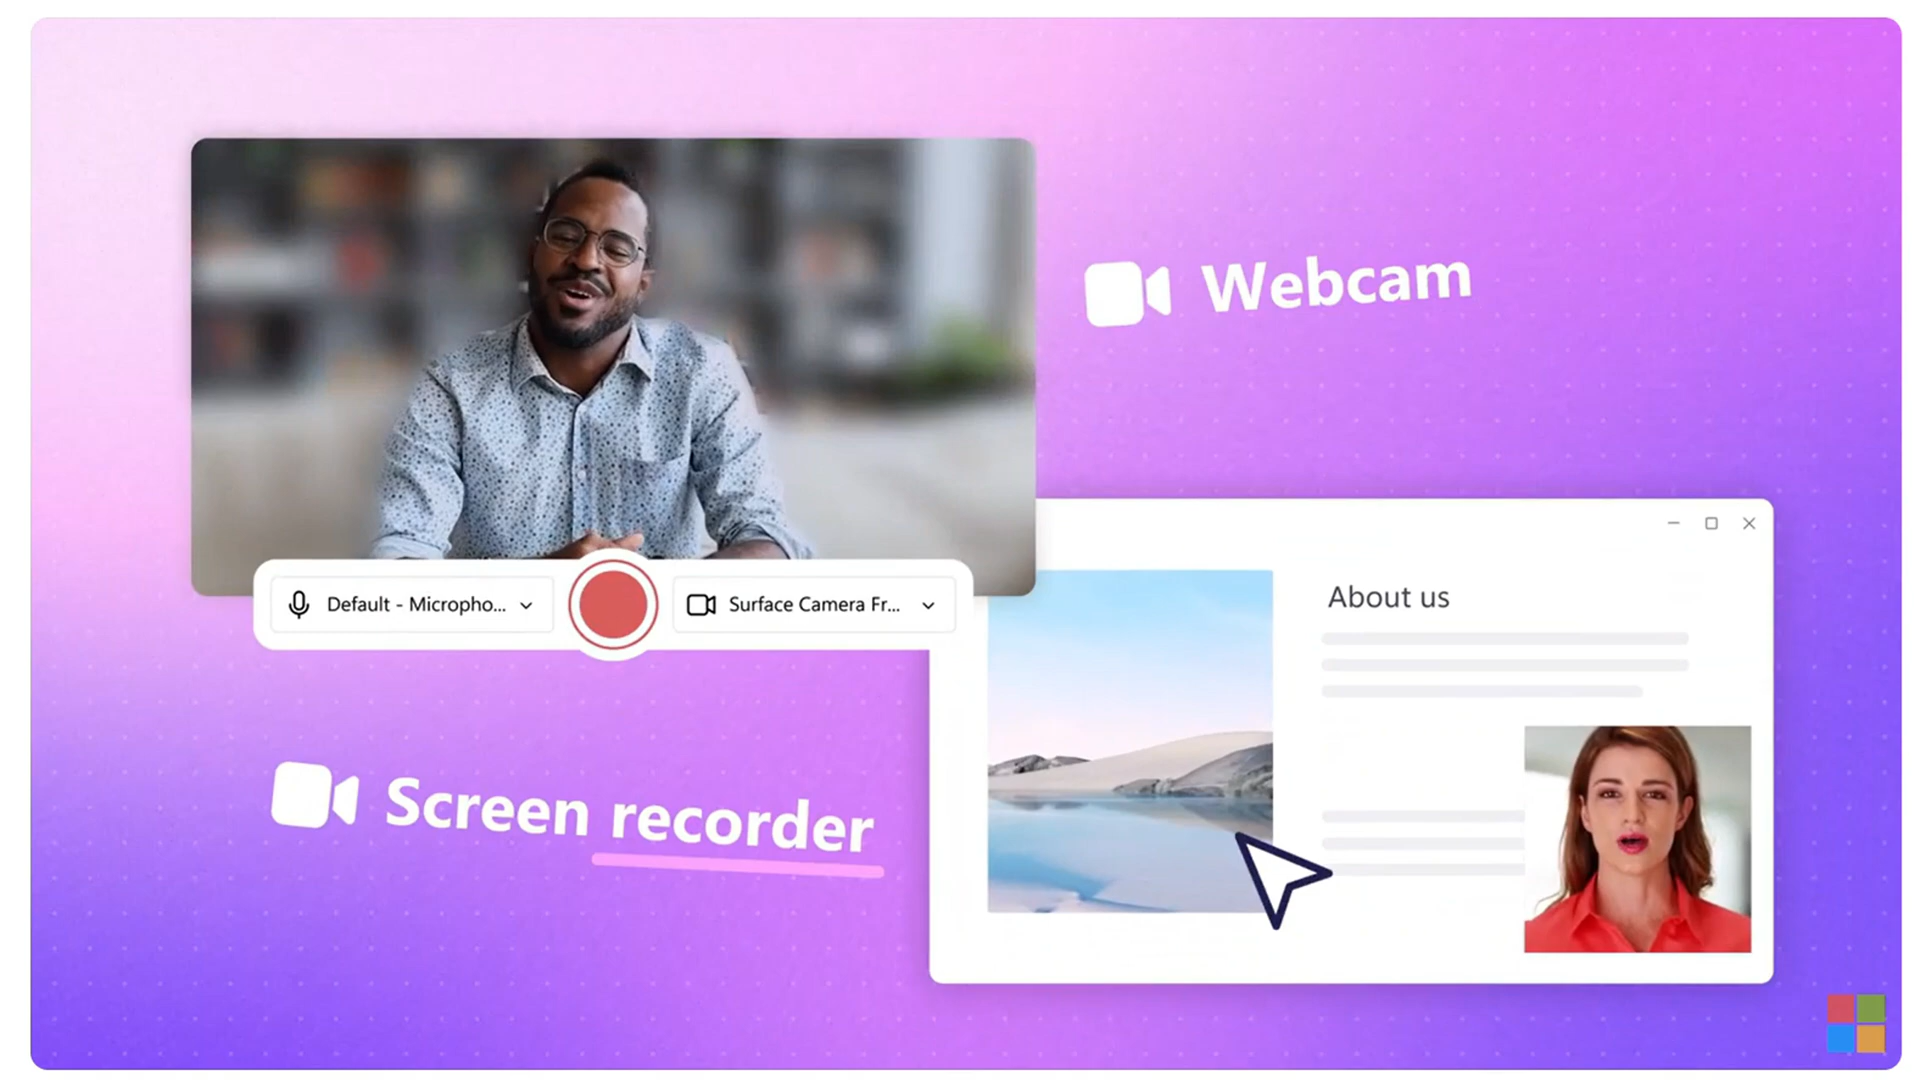 Webcam
Default - Micropho...
Surface Camera Fr...
About us
Screen recorder